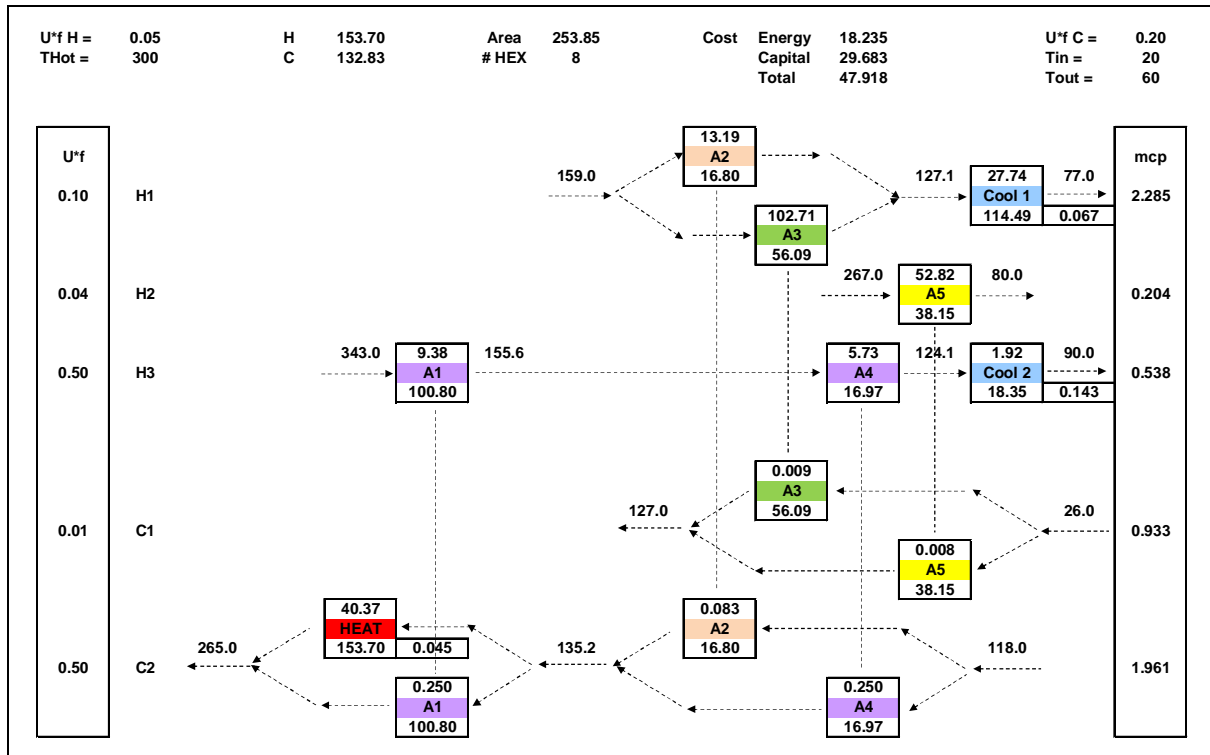 U*f H = 0.05 H 153.70 Area 253.85 Cost Energy 18.235 U*f C = 0.20
THot = 300 C 132.83 # HEX 8 Capital 29.683 Tin = 20
Total 47.918 Tout = 60
13.19
U*f A2 mcp
159.0 16.80 127.1 27.74 77.0
0.10 H1 Cool 1 2.285
102.71 114.49 0.067
A3
56.09
267.0 52.82 80.0
0.04 H2 A5 0.204
38.15
343.0 9.38 155.6 5.73 124.1 1.92 90.0
0.50 H3 A1 A4 Cool 2 0.538
100.80 16.97 18.35 0.143
0.009
A3
127.0 56.09 26.0
0.01 C1 0.933
0.008
A5
38.15
40.37 0.083
HEAT A2
265.0 153.70 0.045 135.2 16.80 118.0
0.50 C2 1.961
0.250 0.250
A1 A4
100.80 16.97